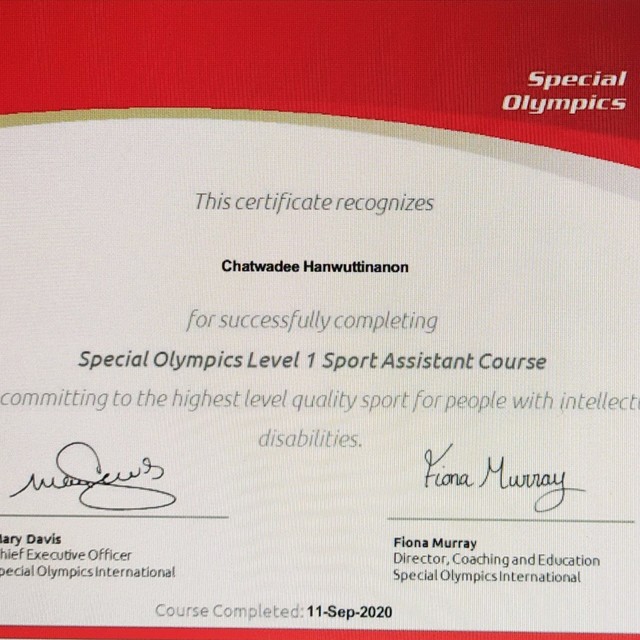 Special
Olympics
This certificate recognizes
Chatwadee Hanwuttinanon
for successfully completing
Special Olympics Level 1 Sport Assistant Course
committing to the highest level quality sport for people with intellectu
disabilities.
Fiona Murray
ary Davis
hief Executive Officer
pecial Olympics International
Fiona Murray
Director, Coaching and Education
Special Olympics International
Course Completed: 11-Sep-2020